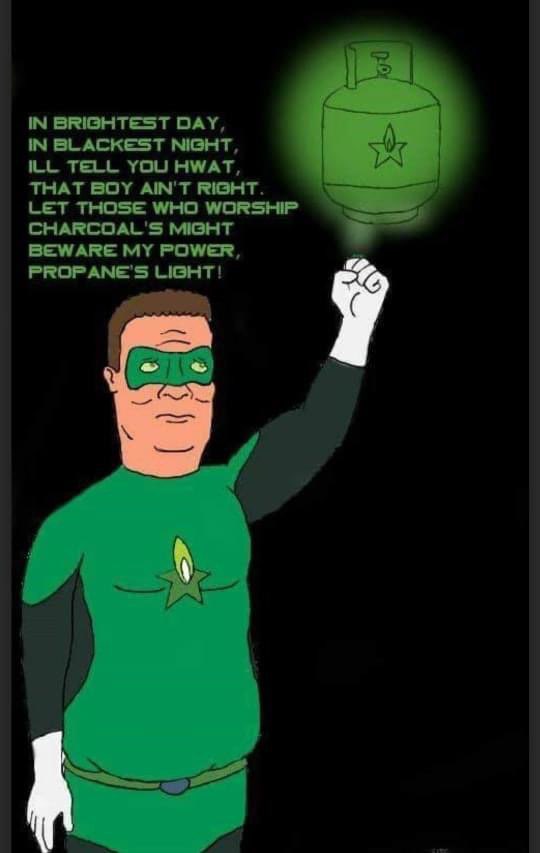 IN BRIGHTEST DAY,
IN BLACKEST NIGHT,
ILL TELL YOU HWAT,
THAT BOY AIN'T RIGHT.
LET THOSE WHO WORSHIP
CHARCOAL'S MIGHT
BEWARE MY POWER,
PROPANE'S LIGHT!